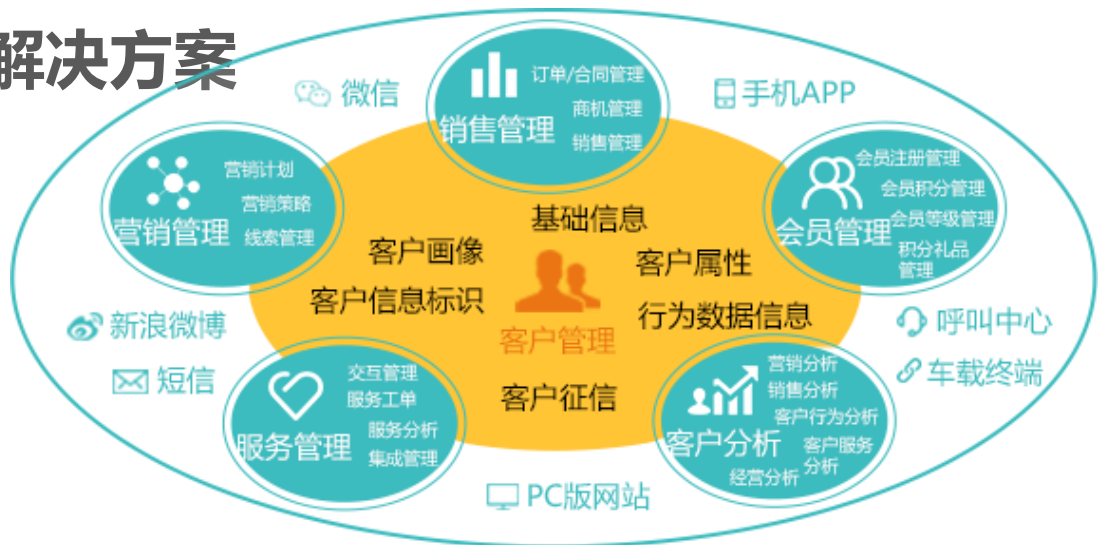 解决方案
微信
手机APP
订单/合同管理
商机管理
销售管理
销售管理
营销计划
营销策略
线索管理
营销管理
会员注册管理
会员积分管理
会员等级管理
积分礼品
管理
会员管理
基础信息
客户画像
客户属性
客户信息标识
行为数据信息
客户管理
客户征信
新浪微博
短信
呼叫中心
车载终端
交互管理
服务工单
服务分析
集成管理
服务管理
营销分析
销售分析
客户行为分析
客户服务
分析
经营分析
客户分析
PC版网站